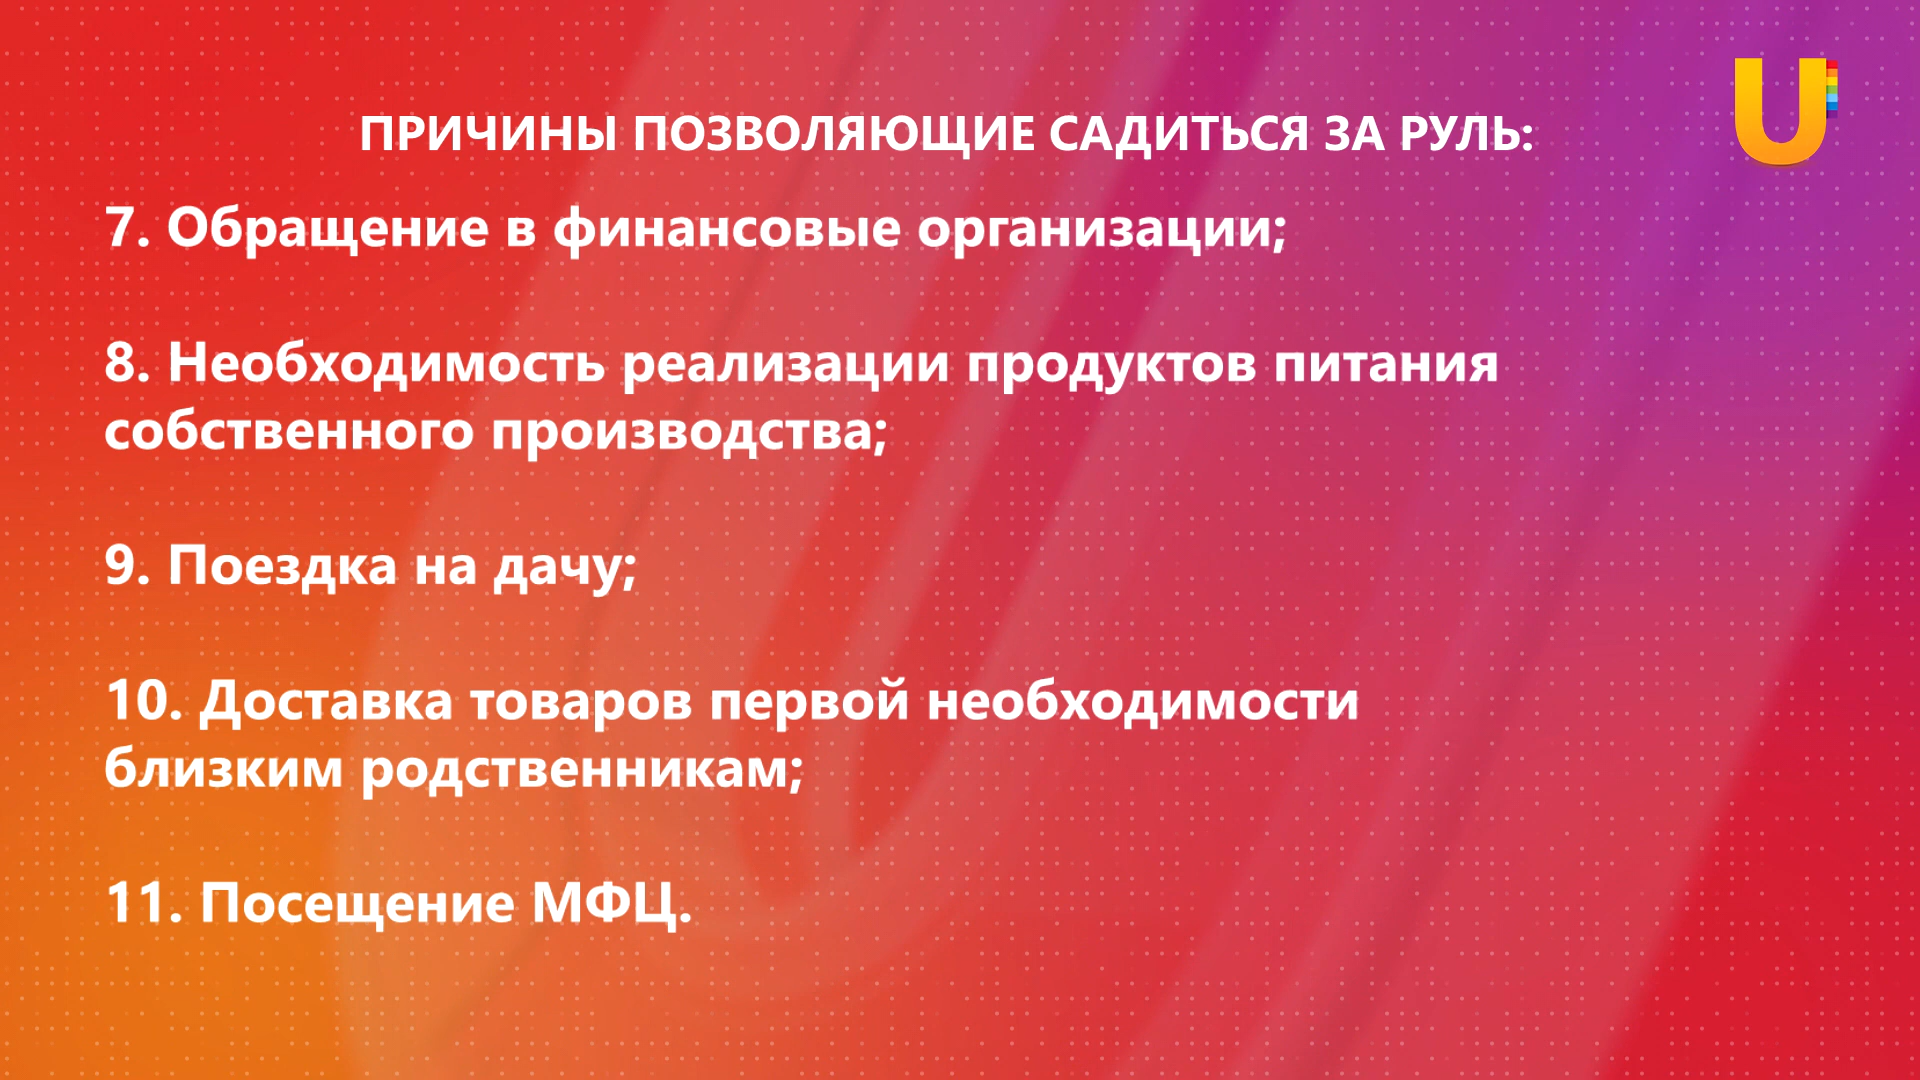 ПРИЧИНЫ ПОЗВОЛЯЮЩИЕ САДИТЬСЯ ЗА РУЛЬ:
U
7. Обращение в финансовые организации;
8. Необходимость реализации продуктов питания
собственного производства;
9. Поездка на дачу;
10. Доставка товаров первой необходимости
близким родственникам;
11. Посещение МФЦ.